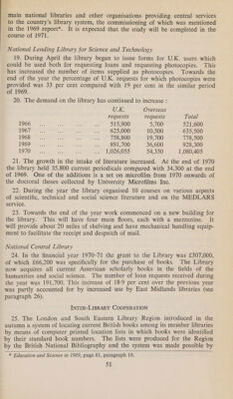 main national libraries and other organisations providing central services
to the country's library system, the commissioning of which was mentioned
in the 1969 report*. It is expected that the study will be completed in the
course of 1971.
National Lending Library for Science and Technology
19. During April the library began to issue forms for U.K. users which
could be used both for requesting loans and requesting photocopies. This
has increased the number of items supplied as photocopies. Towards the
end of the year the percentage of U.K. requests for which photocopies were
provided was 33 per cent compared with 19 per cent in the similar period
of 1969.
20. The demand on the library has continued to increase :
U.K. Overseas
requests requests Total
1966 ... 515,900 5,700 521,600
1967 ... 625,000 10,500 635,500
1968 ... 758,800 19,700 778,500
1969 ... 891,700 36,600 928,300
1970 ... 1,026,055 54,350 1,080,405
21. The growth in the intake of literature increased. At the end of 1970
the library held 35,800 current periodicals compared with 34,300 at the end
of 1969. One of the additions is a set on microfilm from 1970 onwards of
the doctoral theses collected by University Microfilms Inc.
22. During the year the library organised 10 courses on various aspects
of scientific, technical and social science literature and on the MEDLARS
service.
23. Towards the end of the year work commenced on a new building for
the library. This will have four main floors, each with a mezzanine. It
will provide about 20 miles of shelving and have mechanical handling equip-
ment to facilitate the receipt and despatch of mail.
National Central Library
24. In the financial year 1970-71 the grant to the Library was £307,000,
of which £66,200 was specifically for the purchase of books. The Library
now acquires all current American scholarly books in the fields of the
humanities and social science. The number of loan requests received during
the year was 191,700. This increase of 18·9 per cent over the previous year
was partly accounted for by increased use by East Midlands libraries (see
paragraph 26).
INTER-LIBRARY COOPERATION
25. The London and South Eastern Library Region introduced in the
autumn a system of locating current British books among its member libraries
by means of computer printed location lists in which books were identified
by their standard book numbers. The lists were produced for the Region
by the British National Bibliography and the system was made possible by
* Education and Science in 1969, page 81, paragraph 18.
51